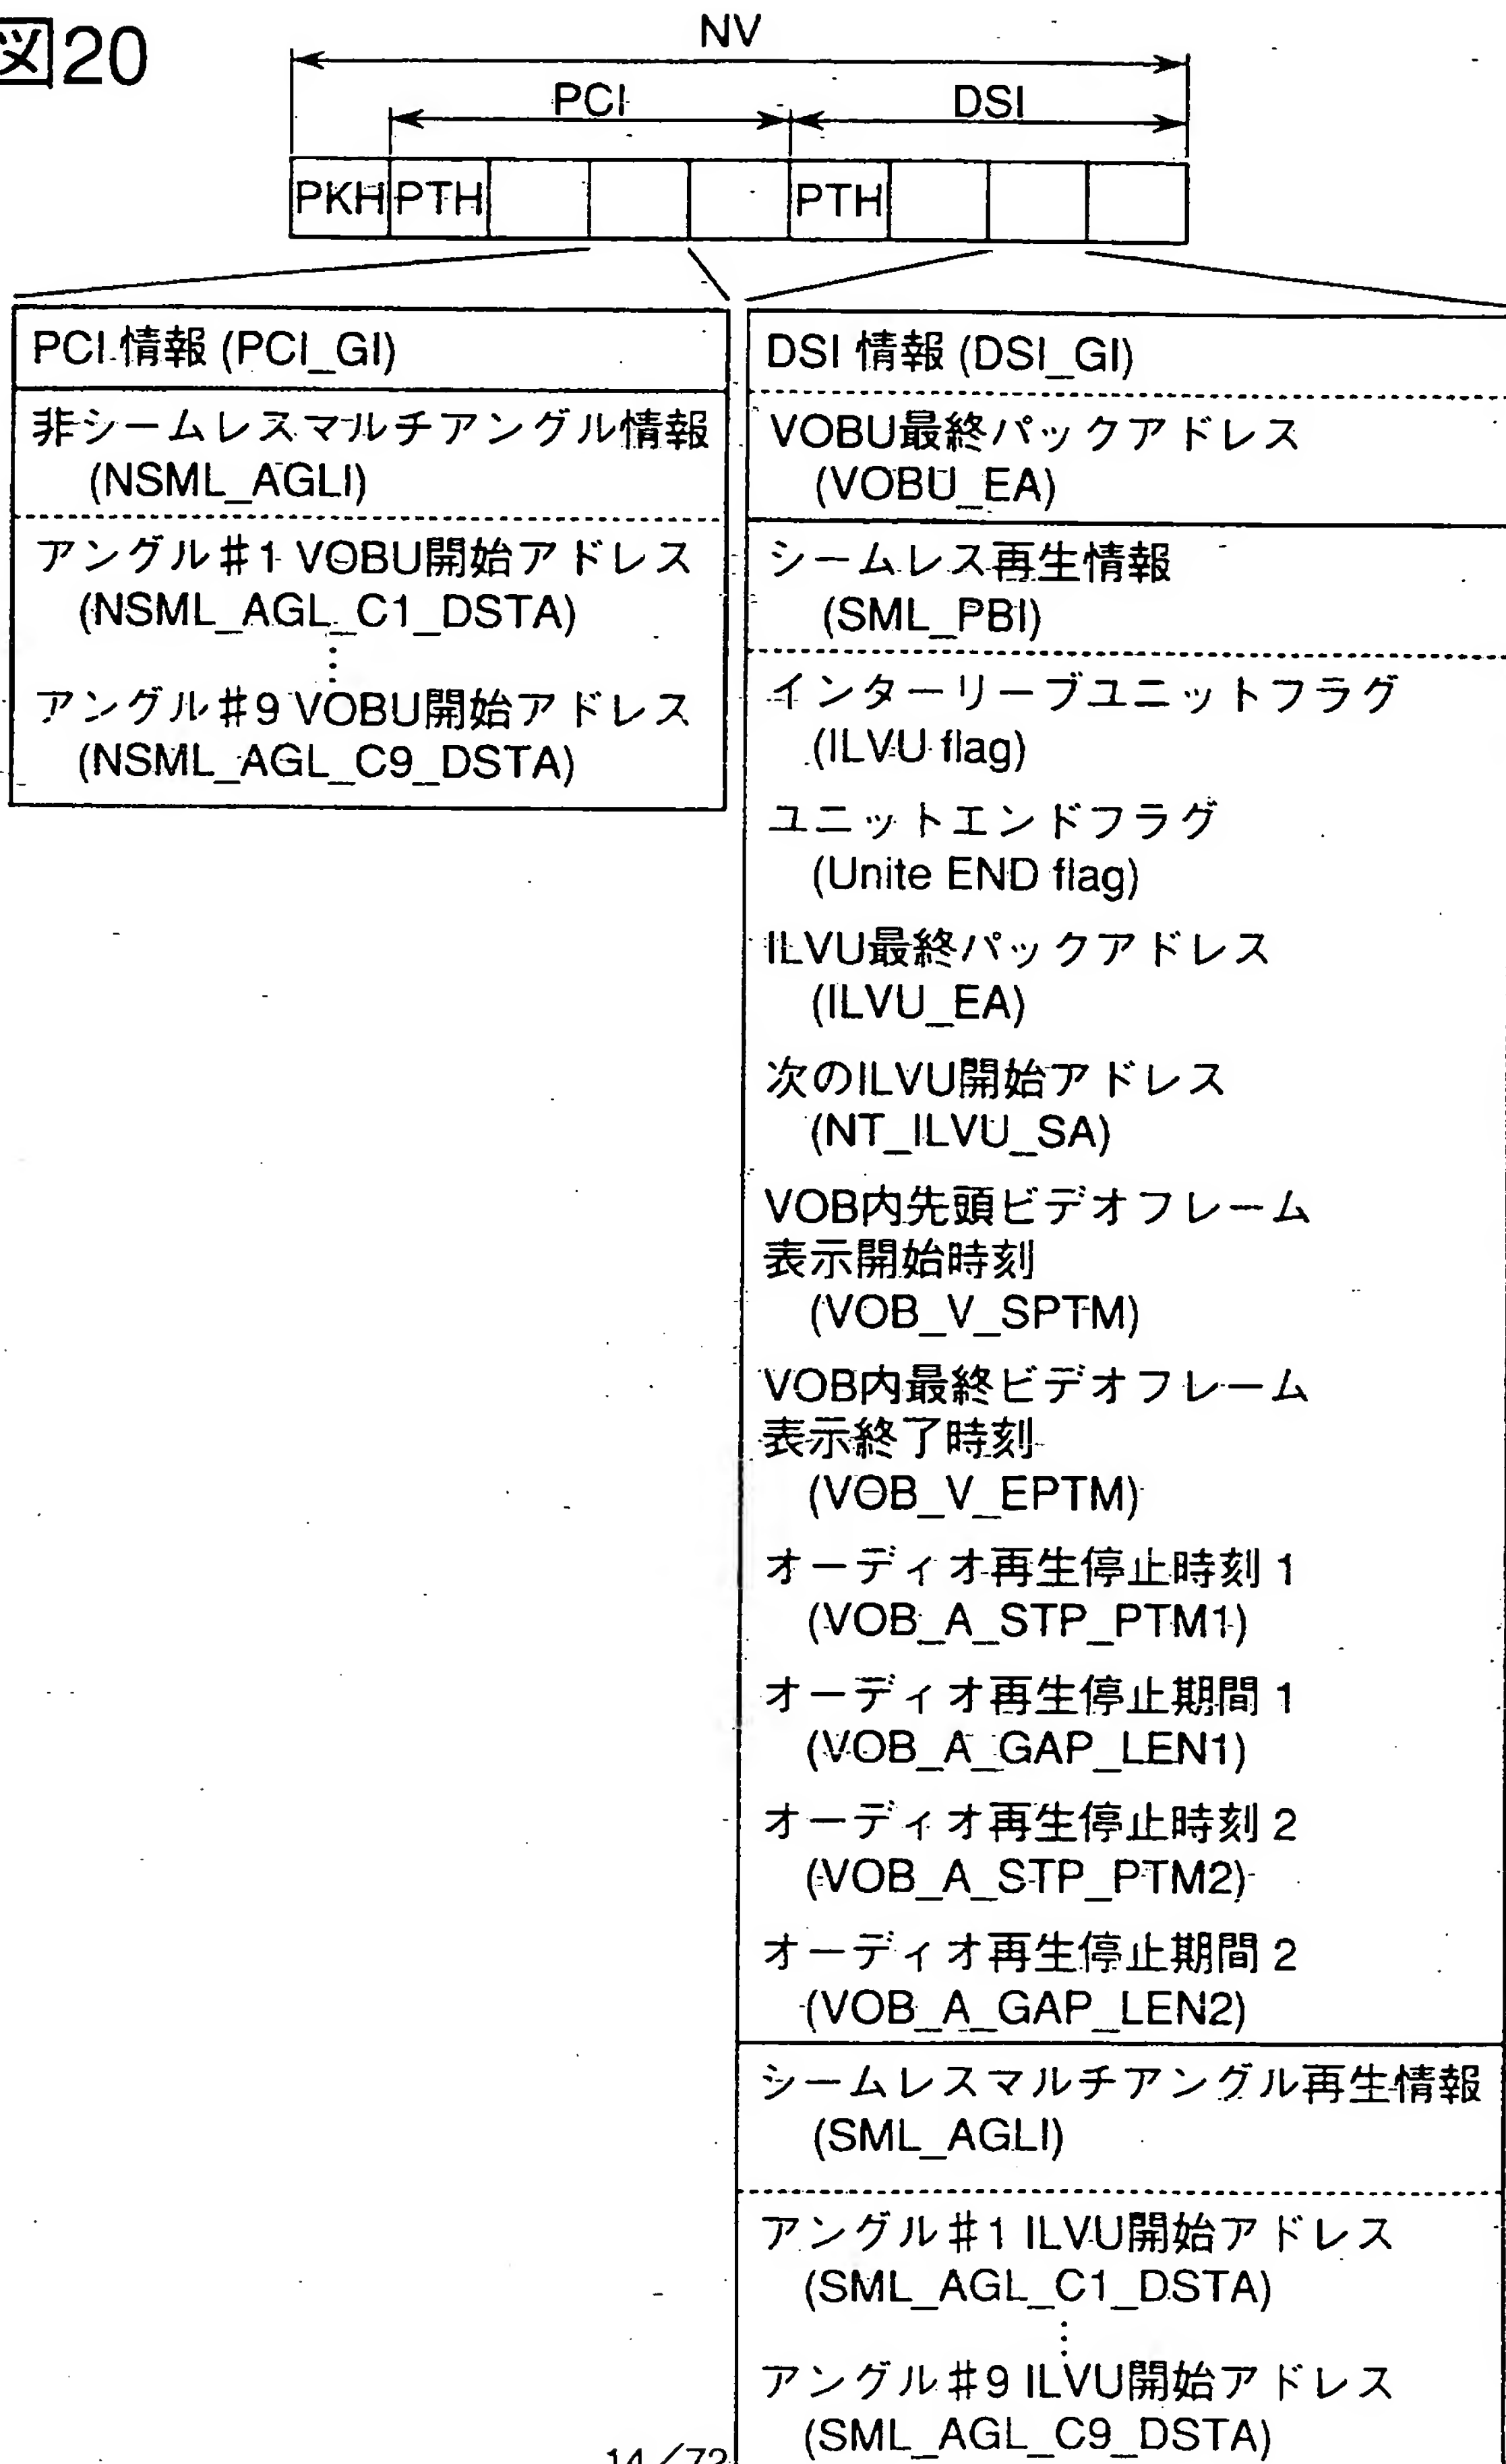 図20
NV
PCI
DSI
PKH
PTH
PTH
PCI 情報 (PCI_GI)
非シームレスマルチアングル情報
(NSML_AGLI)
アングル#1 VOBU開始アドレス
(NSML_AGL_C1_DSTA)
⋮
アングル#9 VOBU開始アドレス
(NSML_AGL_C9_DSTA)
DSI 情報 (DSI_GI)
VOBU最終パックアドレス
(VOBU_EA)
シームレス再生情報
(SML_PBI)
インターリーブユニットフラグ
(ILVU flag)
ユニットエンドフラグ
(Unite END flag)
ILVU最終パックアドレス
(ILVU_EA)
次のILVU開始アドレス
(NT_ILVU_SA)
VOB内先頭ビデオフレーム
表示開始時刻
(VOB_V_SPTM)
VOB内最終ビデオフレーム
表示終了時刻
(VOB_V_EPTM)
オーディオ再生停止時刻 1
(VOB_A_STP_PTM1)
オーディオ再生停止期間 1
(VOB_A_GAP_LEN1)
オーディオ再生停止時刻 2
(VOB_A_STP_PTM2)
オーディオ再生停止期間 2
(VOB_A_GAP_LEN2)
シームレスマルチアングル再生情報
(SML_AGLI)
アングル#1 ILVU開始アドレス
(SML_AGL_C1_DSTA)
⋮
アングル#9 ILVU開始アドレス
(SML_AGL_C9_DSTA)
14/72